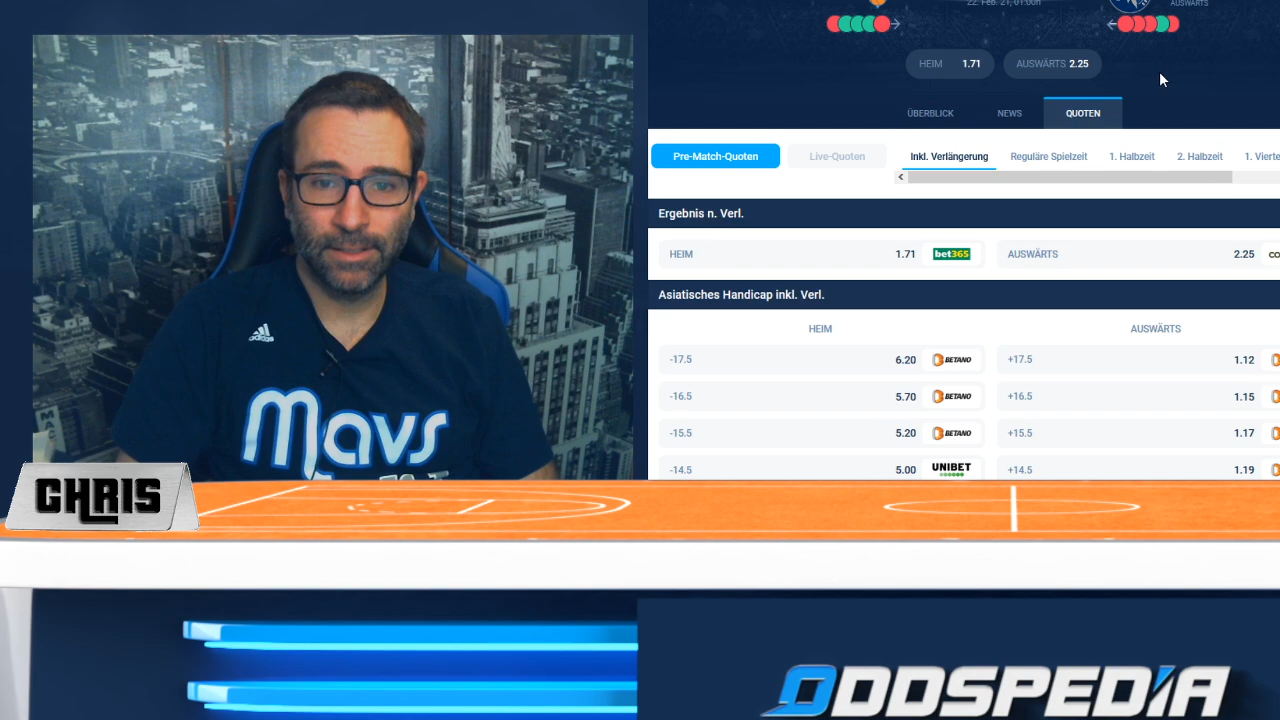 22. Feb. 21, 01:00h
AUSWÄRTS
HEIM 1.71
AUSWÄRTS 2.25
ÜBERBLICK NEWS QUOTEN
Pre-Match-Quoten Live-Quoten Inkl. Verlängerung Reguläre Spielzeit 1. Halbzeit 2. Halbzeit 1. Vierte
Ergebnis n. Verl.
HEIM 1.71 bet365 AUSWÄRTS 2.25
Asiatisches Handicap inkl. Verl.
HEIM AUSWÄRTS
-17.5 6.20 BETANO +17.5 1.12
-16.5 5.70 BETANO +16.5 1.15
-15.5 5.20 BETANO +15.5 1.17
-14.5 5.00 UNIBET +14.5 1.19
adidas
Mavs
CHRIS
ODDSPEDIA